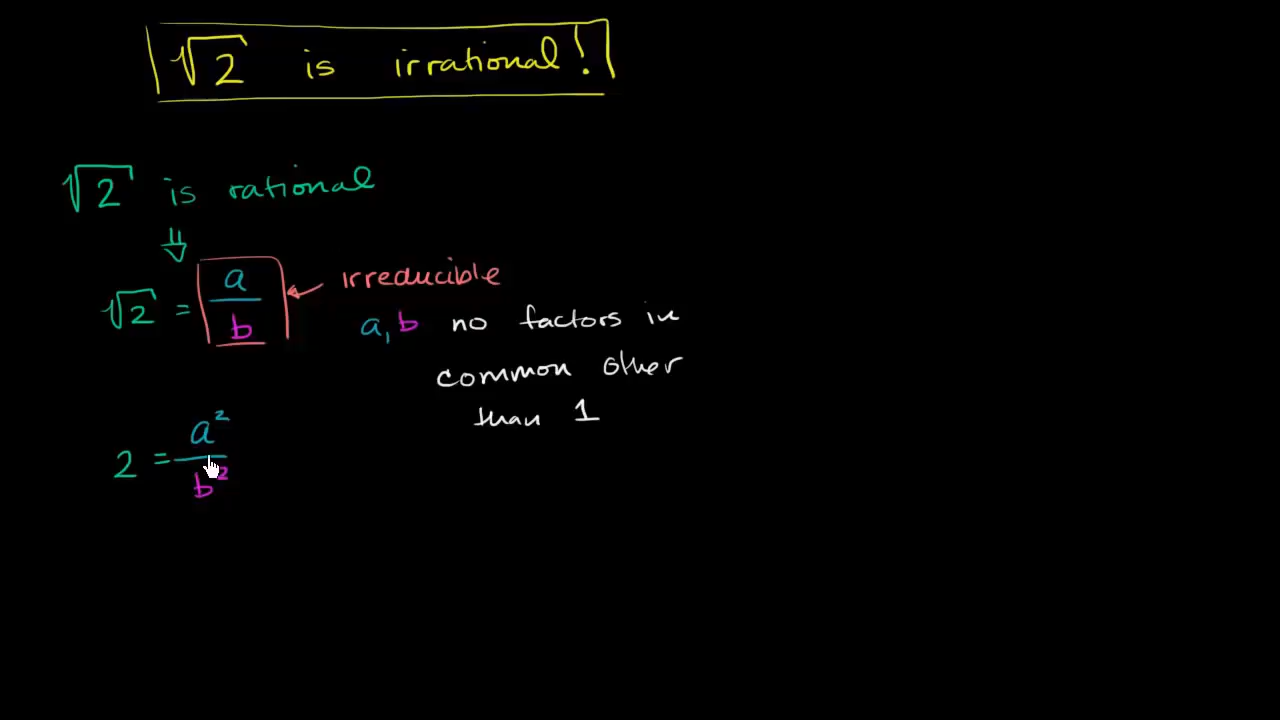 √2 is irrational!
√2 is rational
⇓
√2 = a/b ← irreducible
a, b no factors in
common other
than 1
2 = a²/b²